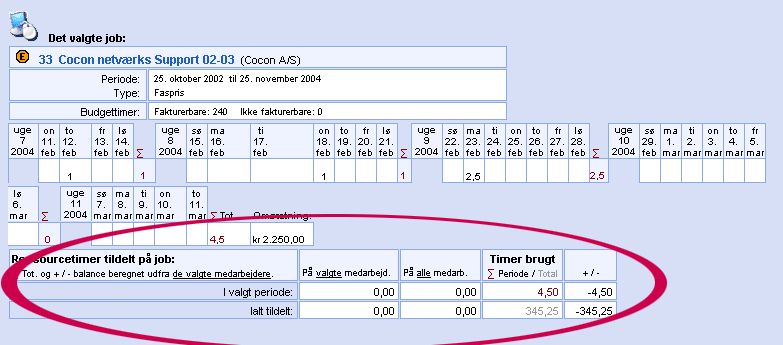 Det valgte job:
E 33 Cocon netværks Support 02-03 (Cocon A/S)
Periode: 25. oktober 2002 til 25. november 2004
Type: Faspris
Budgettimer: Fakturerbare: 240 Ikke fakturerbare: 0
uge on to fr lø uge sø ma ti on to fr lø uge sø ma ti on to fr lø uge sø ma ti on to fr
7 11. 12. 13. 14. 8 15. 16. 17. 18. 19. 20. 21. 9 22. 23. 24. 25. 26. 27. 28. 10 29. 1. 2. 3. 4. 5.
2004 feb feb feb feb Σ 2004 feb feb feb feb feb feb feb Σ 2004 feb feb feb feb feb feb feb Σ 2004 feb mar mar mar mar mar
1 1 1 1 2,5 2,5
lø uge sø ma ti on to
6. Σ 11 7. 8. 9. 10. 11.
mar 2004 mar mar mar mar mar Σ Tot. Omsætning:
0 4,5 kr 2.250,00
Ressourcetimer tildelt på job: Timer brugt
Tot. og + / - balance beregnet udfra de valgte medarbejdere. På valgte medarbejd. På alle medarb. Σ Periode / Total + / -
I valgt periode: 0,00 0,00 4,50 -4,50
Ialt tildelt: 0,00 0,00 345,25 -345,25